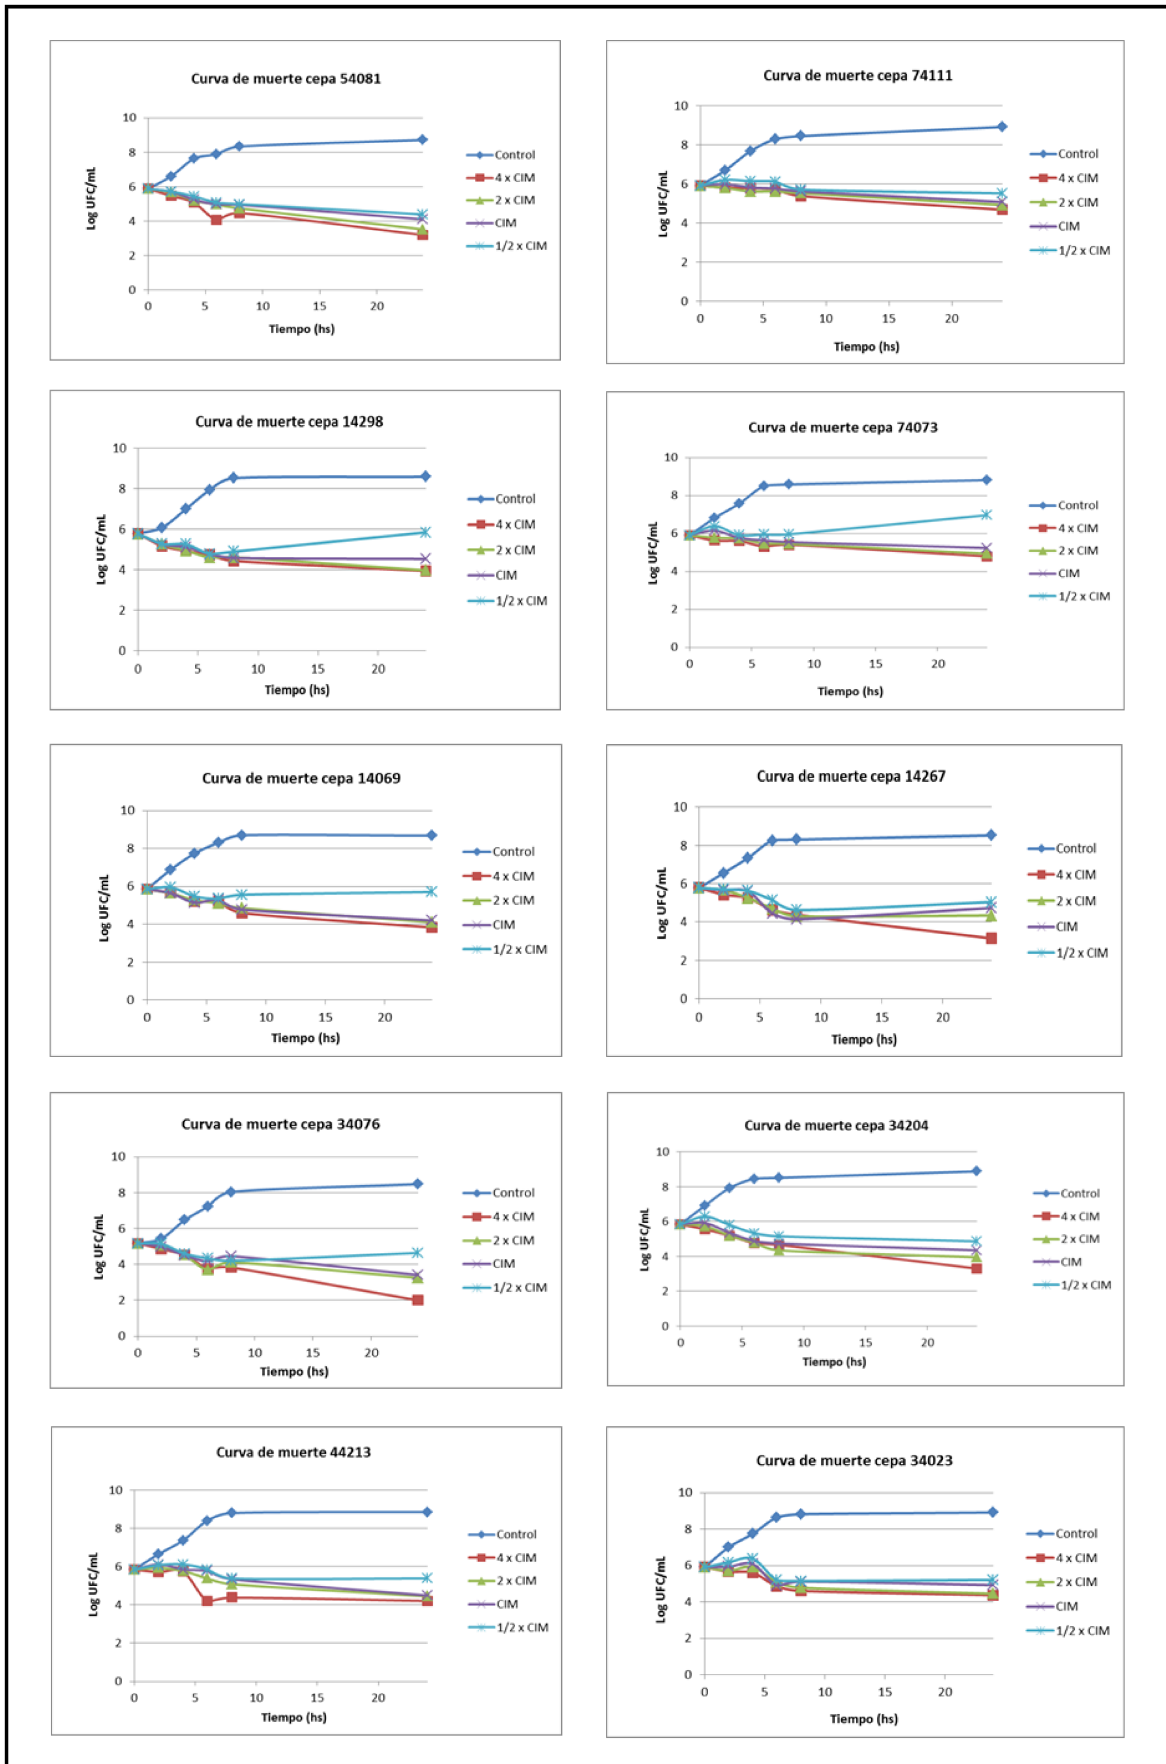 Curva de muerte cepa 54081
10
8
6
4
2
0
Log UFC/mL
0 5 10 15 20
Tiempo (hs)
Control
4 x CIM
2 x CIM
CIM
1/2 x CIM
Curva de muerte cepa 74111
10
8
6
4
2
0
Log UFC/mL
0 5 10 15 20
Tiempo (hs)
Control
4 x CIM
2 x CIM
CIM
1/2 x CIM
Curva de muerte cepa 14298
10
8
6
4
2
0
Log UFC/mL
0 5 10 15 20
Tiempo (hs)
Control
4 x CIM
2 x CIM
CIM
1/2 x CIM
Curva de muerte cepa 74073
10
8
6
4
2
0
Log UFC/mL
0 5 10 15 20
Tiempo (hs)
Control
4 x CIM
2 x CIM
CIM
1/2 x CIM
Curva de muerte cepa 14069
10
8
6
4
2
0
Log UFC/mL
0 5 10 15 20
Tiempo (hs)
Control
4 x CIM
2 x CIM
CIM
1/2 x CIM
Curva de muerte cepa 14267
10
8
6
4
2
0
Log UFC/mL
0 5 10 15 20
Tiempo (hs)
Control
4 x CIM
2 x CIM
CIM
1/2 x CIM
Curva de muerte cepa 34076
10
8
6
4
2
0
Log UFC/mL
0 5 10 15 20
Tiempo (hs)
Control
4 x CIM
2 x CIM
CIM
1/2 x CIM
Curva de muerte cepa 34204
10
8
6
4
2
0
Log UFC/mL
0 5 10 15 20
Tiempo (hs)
Control
4 x CIM
2 x CIM
CIM
1/2 x CIM
Curva de muerte 44213
10
8
6
4
2
0
Log UFC/mL
0 5 10 15 20
Tiempo (hs)
Control
4 x CIM
2 x CIM
CIM
1/2 x CIM
Curva de muerte cepa 34023
10
8
6
4
2
0
Log UFC/mL
0 5 10 15 20
Tiempo (hs)
Control
4 x CIM
2 x CIM
CIM
1/2 x CIM